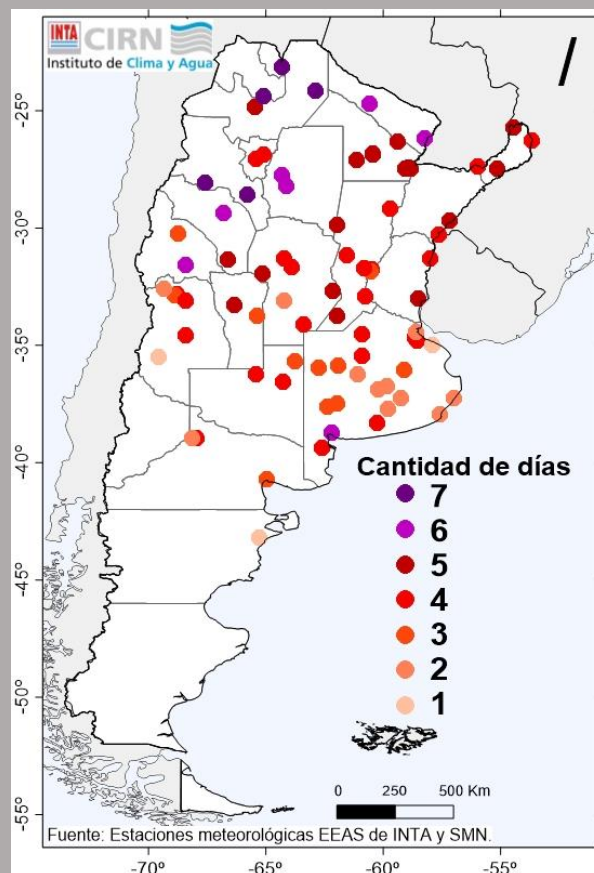 INTA CIRN
Instituto de Clima y Agua
/
-25°
-30°
-35°
-40°
-45°
-50°
-55°
Cantidad de días
7
6
5
4
3
2
1
0 250 500 Km
Fuente: Estaciones meteorológicas EEAS de INTA y SMN.
-70° -65° -60° -55°